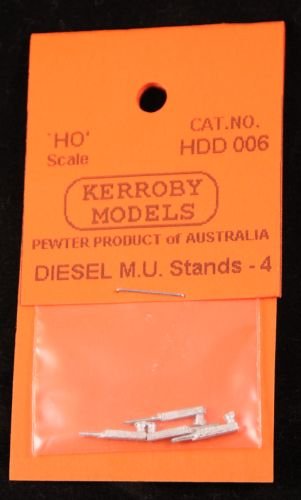 'HO'
Scale
CAT.NO.
HDD 006
KERROBY
MODELS
PEWTER PRODUCT of AUSTRALIA
DIESEL M.U. Stands - 4